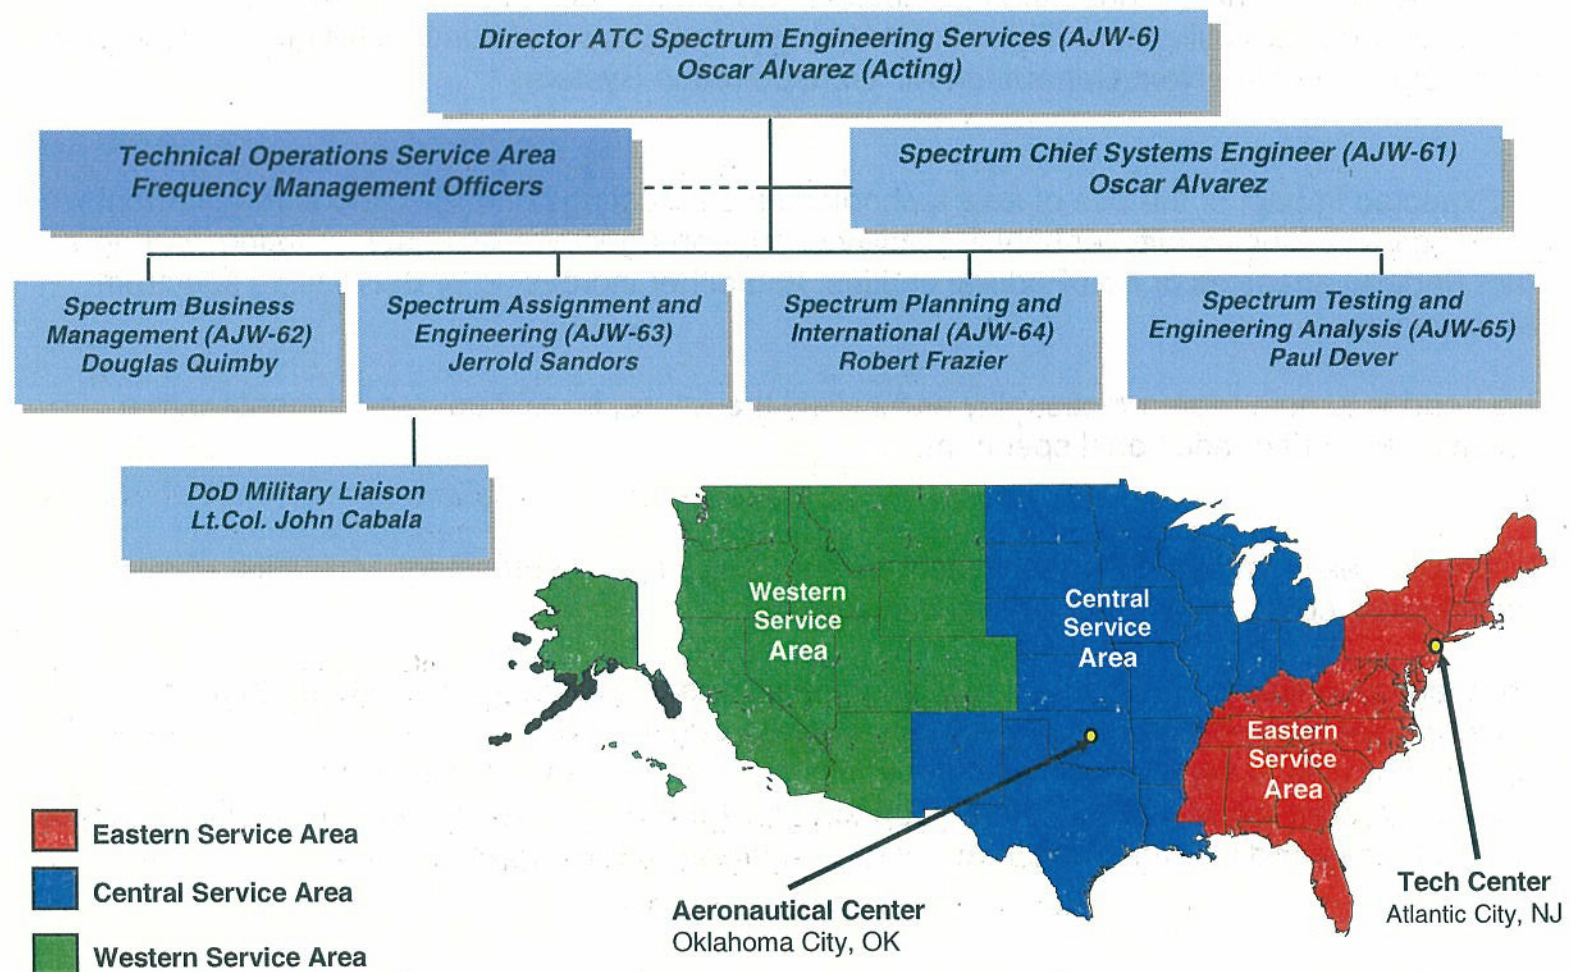 Director ATC Spectrum Engineering Services (AJW-6)
Oscar Alvarez (Acting)
Technical Operations Service Area
Frequency Management Officers
Spectrum Chief Systems Engineer (AJW-61)
Oscar Alvarez
Spectrum Business
Management (AJW-62)
Douglas Quimby
Spectrum Assignment and
Engineering (AJW-63)
Jerrold Sandors
Spectrum Planning and
International (AJW-64)
Robert Frazier
Spectrum Testing and
Engineering Analysis (AJW-65)
Paul Dever
DoD Military Liaison
Lt.Col. John Cabala
Western
Service
Area
Central
Service
Area
Eastern
Service
Area
Eastern Service Area
Central Service Area
Western Service Area
Aeronautical Center
Oklahoma City, OK
Tech Center
Atlantic City, NJ